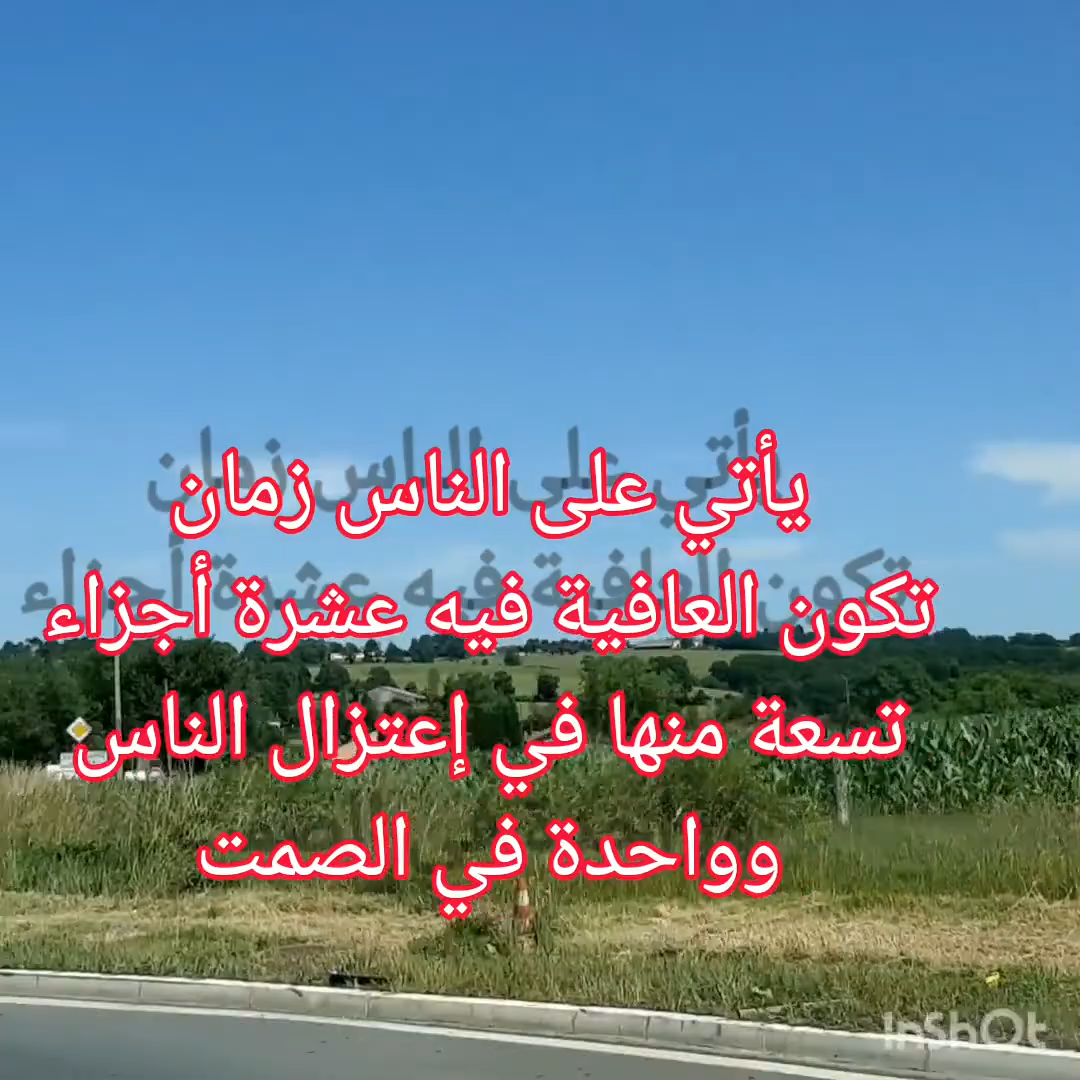 يأتي على الناس زمان
تكون العافية فيه عشرة أجزاء
تسعة منها في إعتزال الناس
وواحدة في الصمت
InShOt